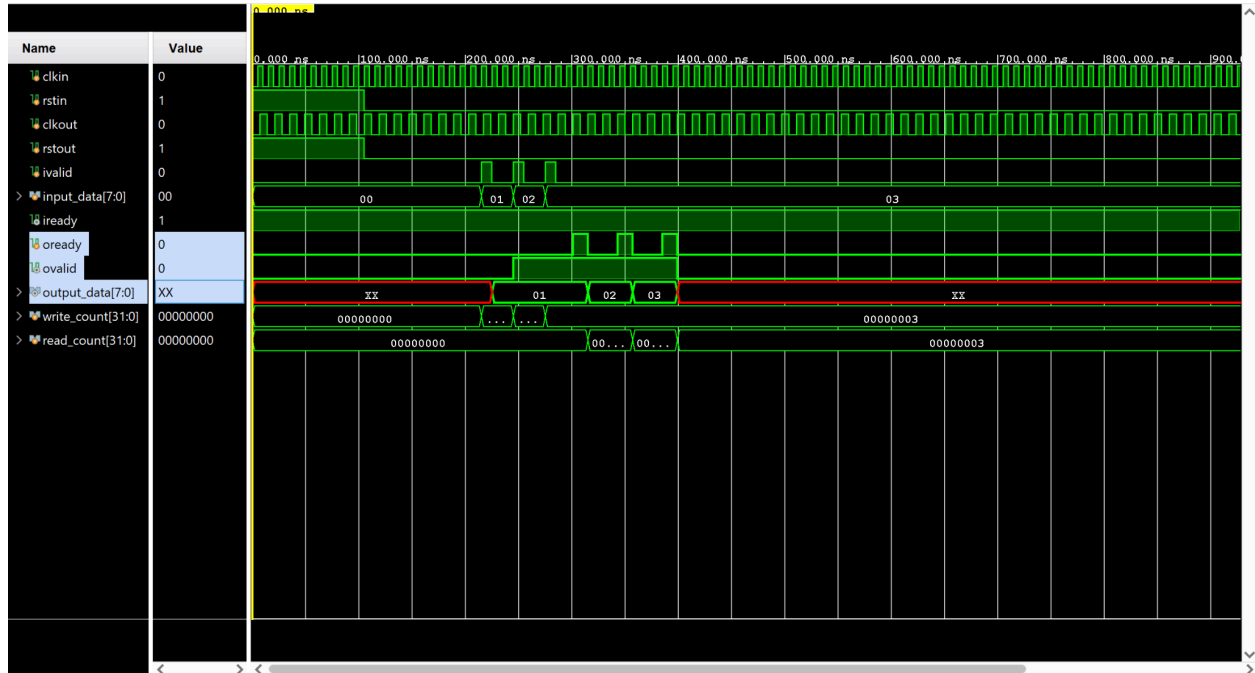 0.000 ns
Name Value
0.000 ns 100.000 ns 200.000 ns 300.000 ns 400.000 ns 500.000 ns 600.000 ns 700.000 ns 800.000 ns 900.
clkin 0
rstin 1
clkout 0
rstout 1
ivalid 0
input_data[7:0] 00 00 01 02 03
iready 1
oready 0
ovalid 0
output_data[7:0] XX XX 01 02 03 XX
write_count[31:0] 00000000 00000000 ... ... 00000003
read_count[31:0] 00000000 00000000 00... 00... 00000003